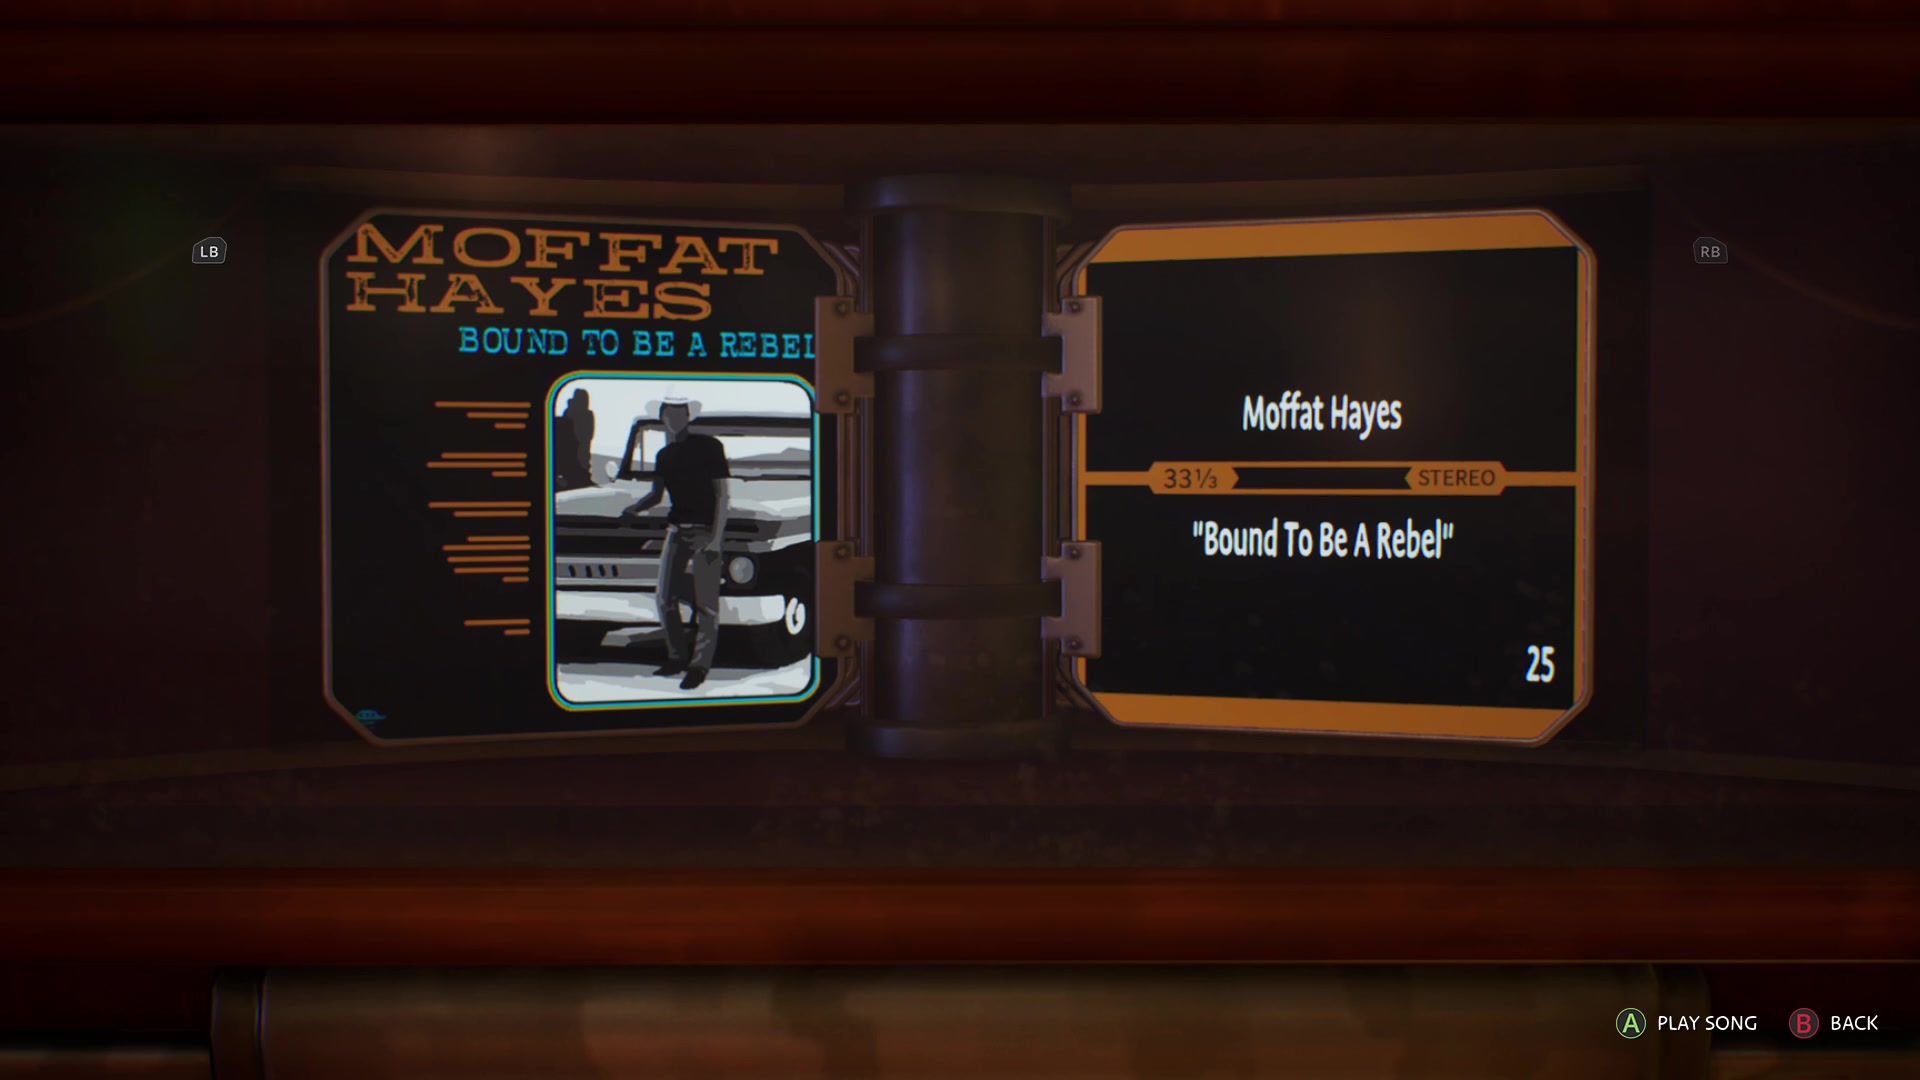 MOFFAT
HAYES
BOUND TO BE A REBEL
Moffat Hayes
33⅓
STEREO
"Bound To Be A Rebel"
25
LB
RB
A PLAY SONG
B BACK